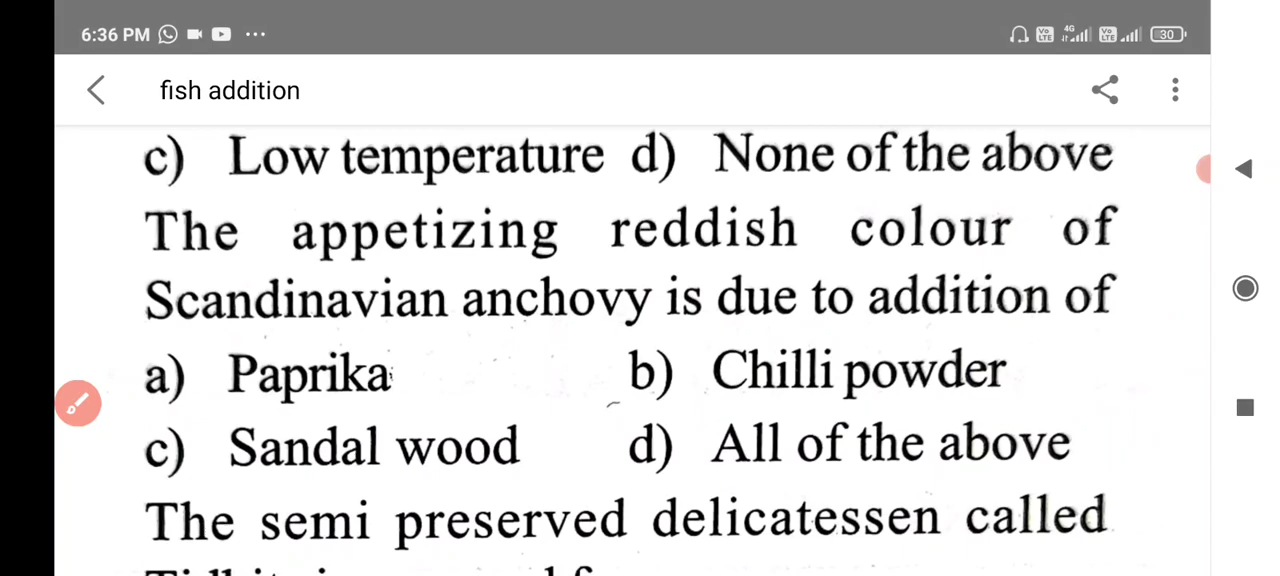 6:36 PM
30
fish addition
c) Low temperature d) None of the above
The appetizing reddish colour of
Scandinavian anchovy is due to addition of
a) Paprika b) Chilli powder
c) Sandal wood d) All of the above
The semi preserved delicatessen called